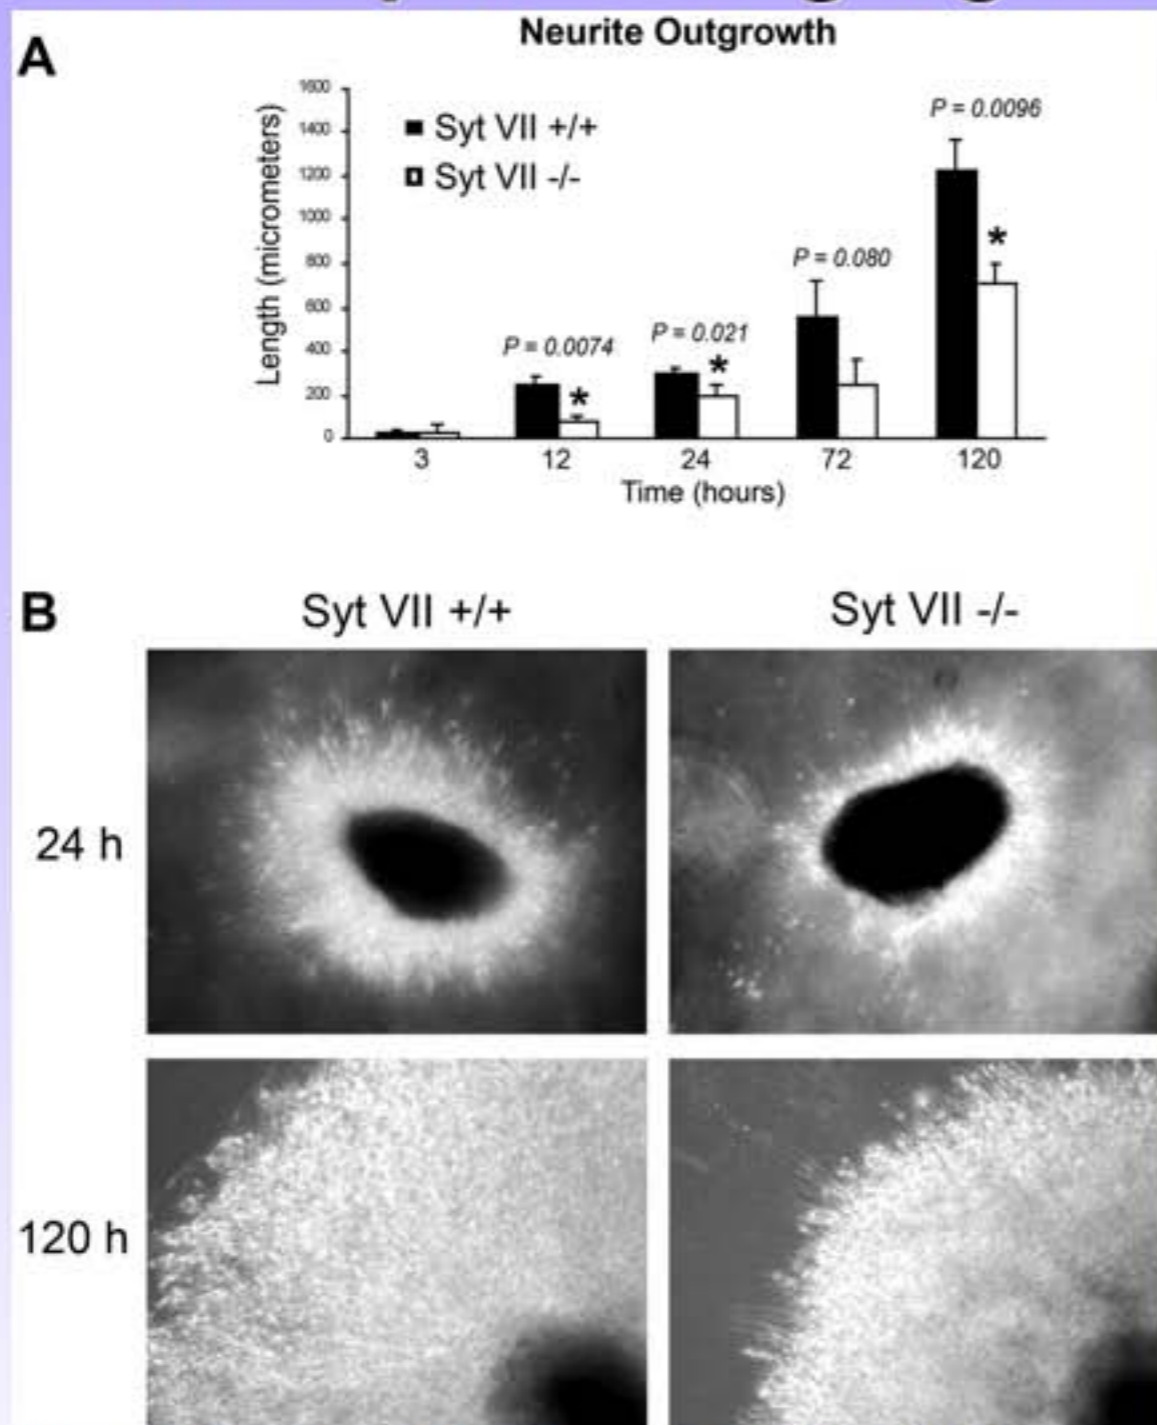 Neurite Outgrowth
A
1600
1400
1200
1000
800
600
400
200
0
Length (micrometers)
Syt VII +/+
Syt VII -/-
P = 0.0074
*
P = 0.021
*
P = 0.080
P = 0.0096
*
3 12 24 72 120
Time (hours)
B
Syt VII +/+ Syt VII -/-
24 h
120 h